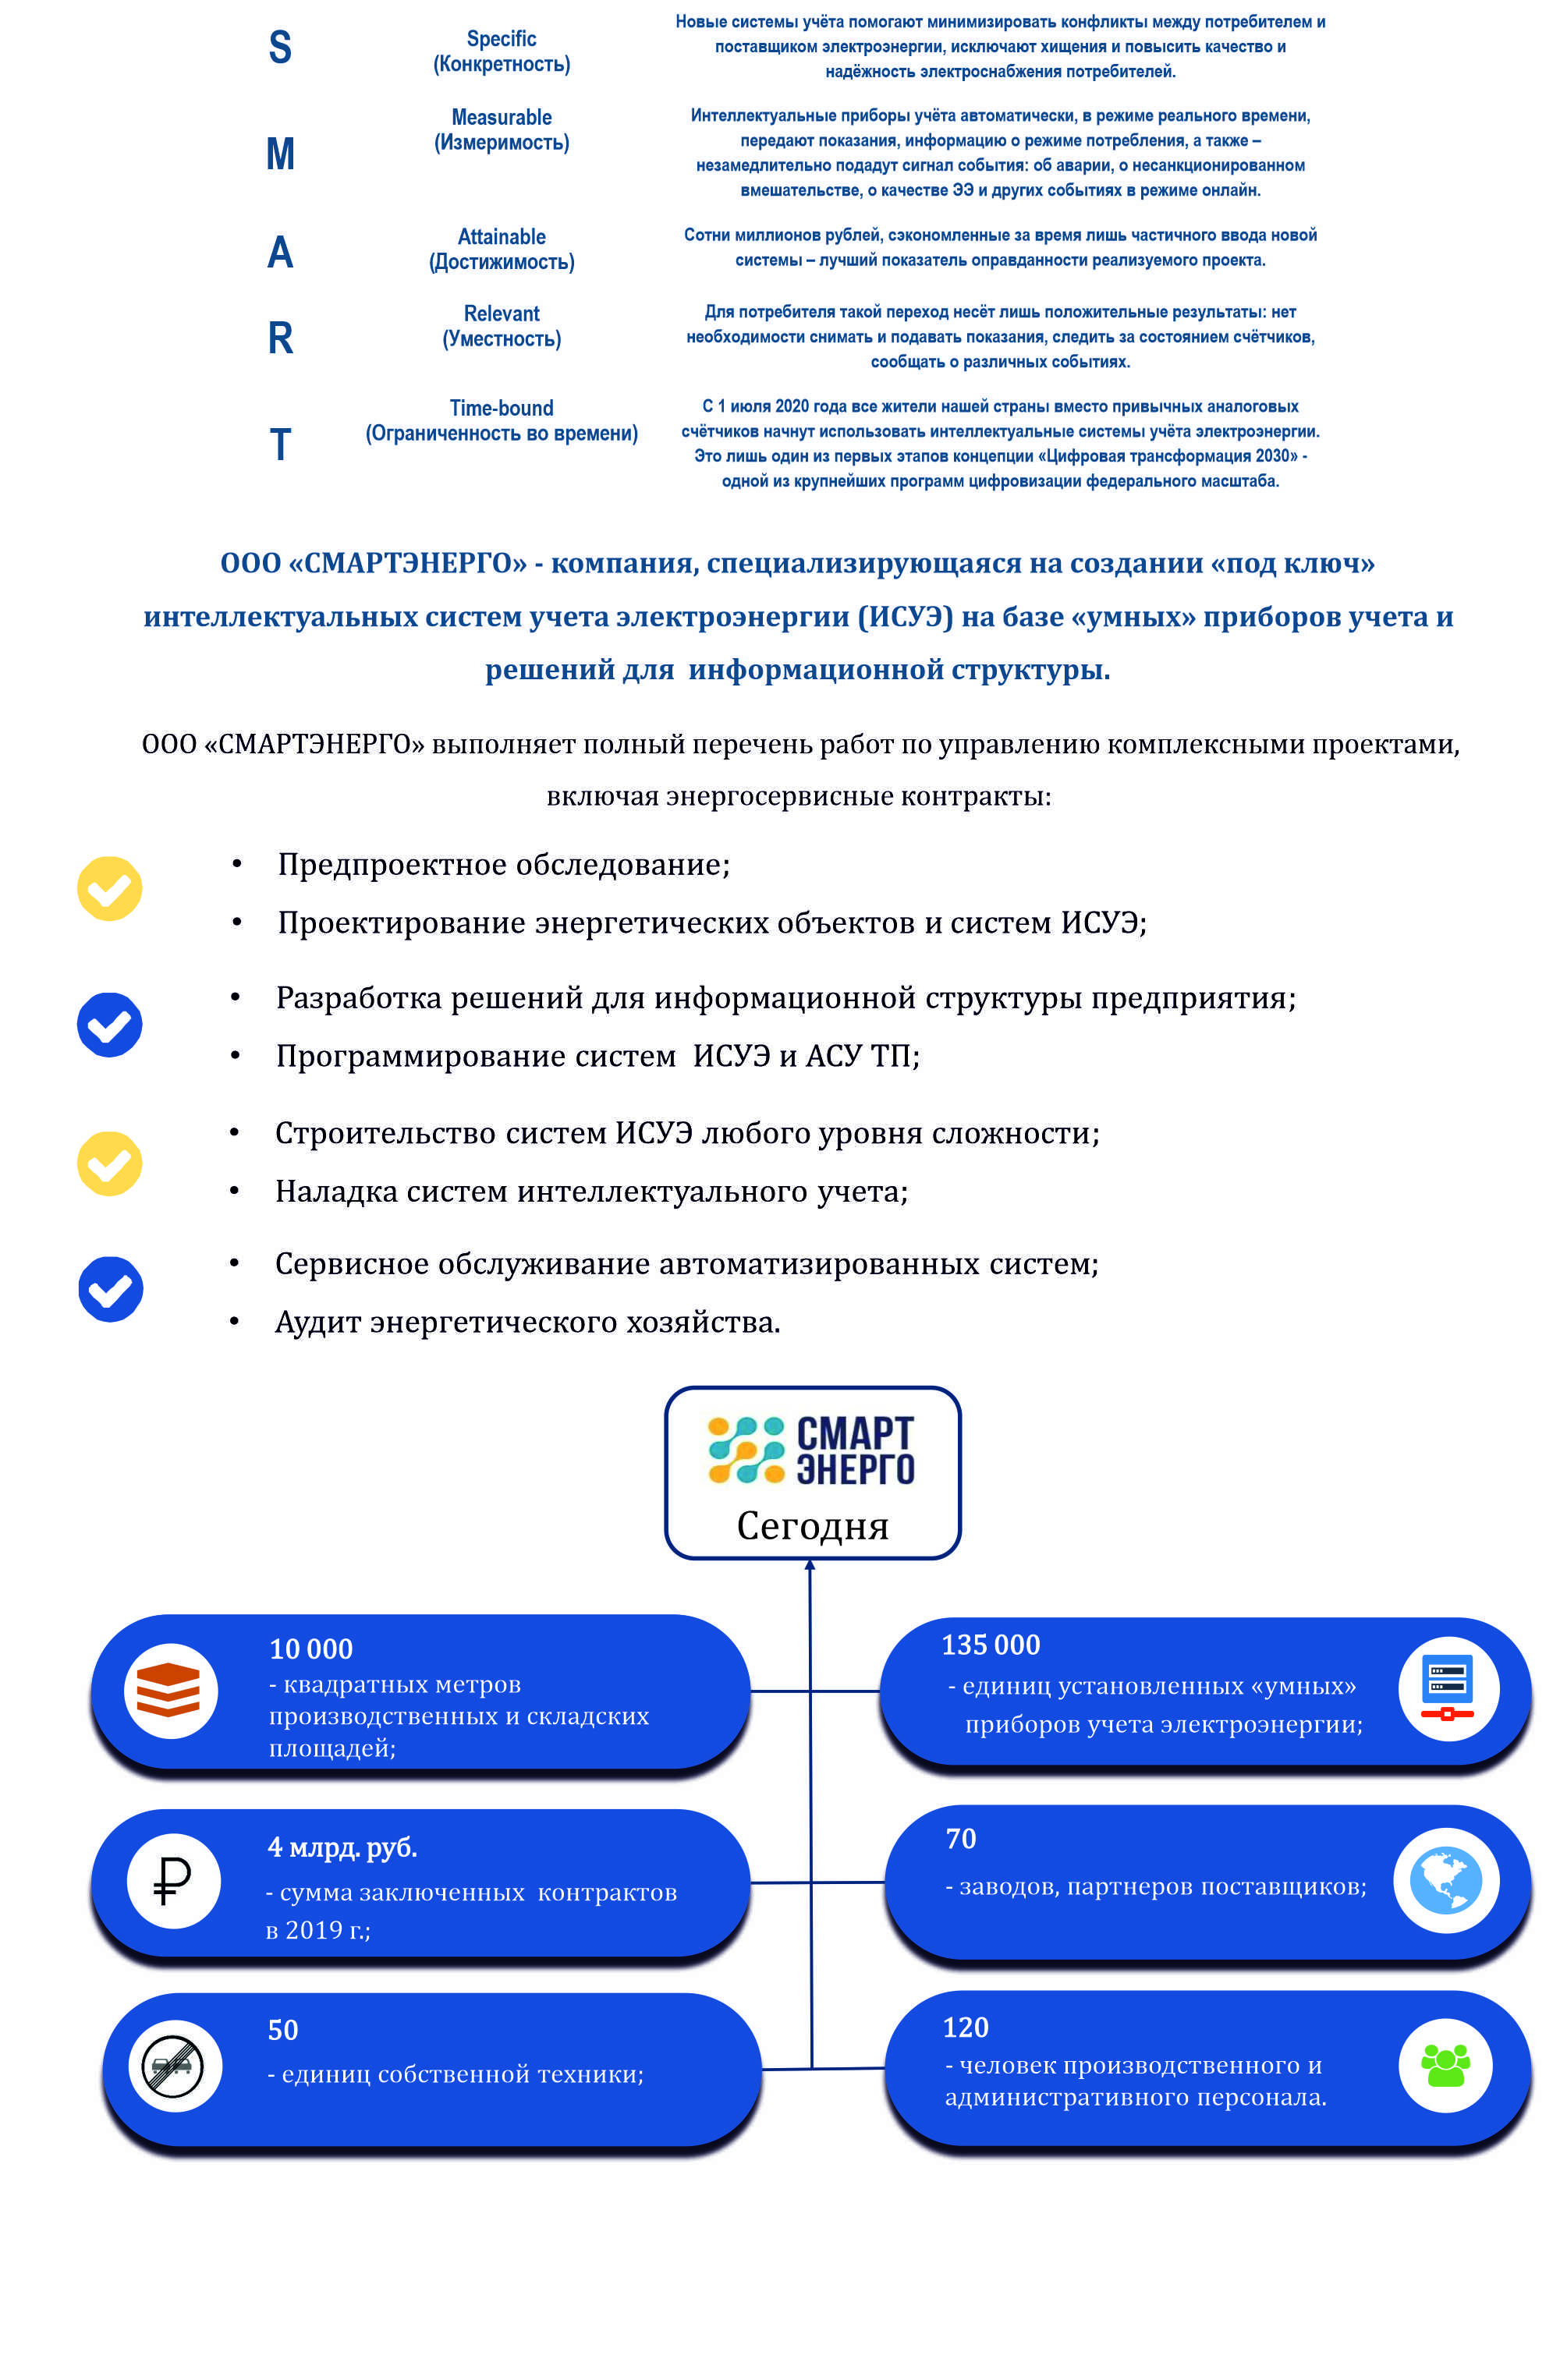 S
Specific
(Конкретность)
Новые системы учёта помогают минимизировать конфликты между потребителем и
поставщиком электроэнергии, исключают хищения и повысить качество и
надёжность электроснабжения потребителей.
M
Measurable
(Измеримость)
Интеллектуальные приборы учёта автоматически, в режиме реального времени,
передают показания, информацию о режиме потребления, а также –
незамедлительно подадут сигнал события: об аварии, о несанкционированном
вмешательстве, о качестве ЭЭ и других событиях в режиме онлайн.
A
Attainable
(Достижимость)
Сотни миллионов рублей, сэкономленные за время лишь частичного ввода новой
системы – лучший показатель оправданности реализуемого проекта.
R
Relevant
(Уместность)
Для потребителя такой переход несёт лишь положительные результаты: нет
необходимости снимать и подавать показания, следить за состоянием счётчиков,
сообщать о различных событиях.
T
Time-bound
(Ограниченность во времени)
С 1 июля 2020 года все жители нашей страны вместо привычных аналоговых
счётчиков начнут использовать интеллектуальные системы учёта электроэнергии.
Это лишь один из первых этапов концепции «Цифровая трансформация 2030» -
одной из крупнейших программ цифровизации федерального масштаба.
ООО «СМАРТЭНЕРГО» - компания, специализирующаяся на создании «под ключ»
интеллектуальных систем учета электроэнергии (ИСУЭ) на базе «умных» приборов учета и
решений для информационной структуры.
ООО «СМАРТЭНЕРГО» выполняет полный перечень работ по управлению комплексными проектами,
включая энергосервисные контракты:
• Предпроектное обследование;
• Проектирование энергетических объектов и систем ИСУЭ;
• Разработка решений для информационной структуры предприятия;
• Программирование систем ИСУЭ и АСУ ТП;
• Строительство систем ИСУЭ любого уровня сложности;
• Наладка систем интеллектуального учета;
• Сервисное обслуживание автоматизированных систем;
• Аудит энергетического хозяйства.
СМАРТ
ЭНЕРГО
Сегодня
10 000
- квадратных метров
производственных и складских
площадей;
135 000
- единиц установленных «умных»
приборов учета электроэнергии;
4 млрд. руб.
- сумма заключенных контрактов
в 2019 г.;
70
- заводов, партнеров поставщиков;
50
- единиц собственной техники;
120
- человек производственного и
административного персонала.